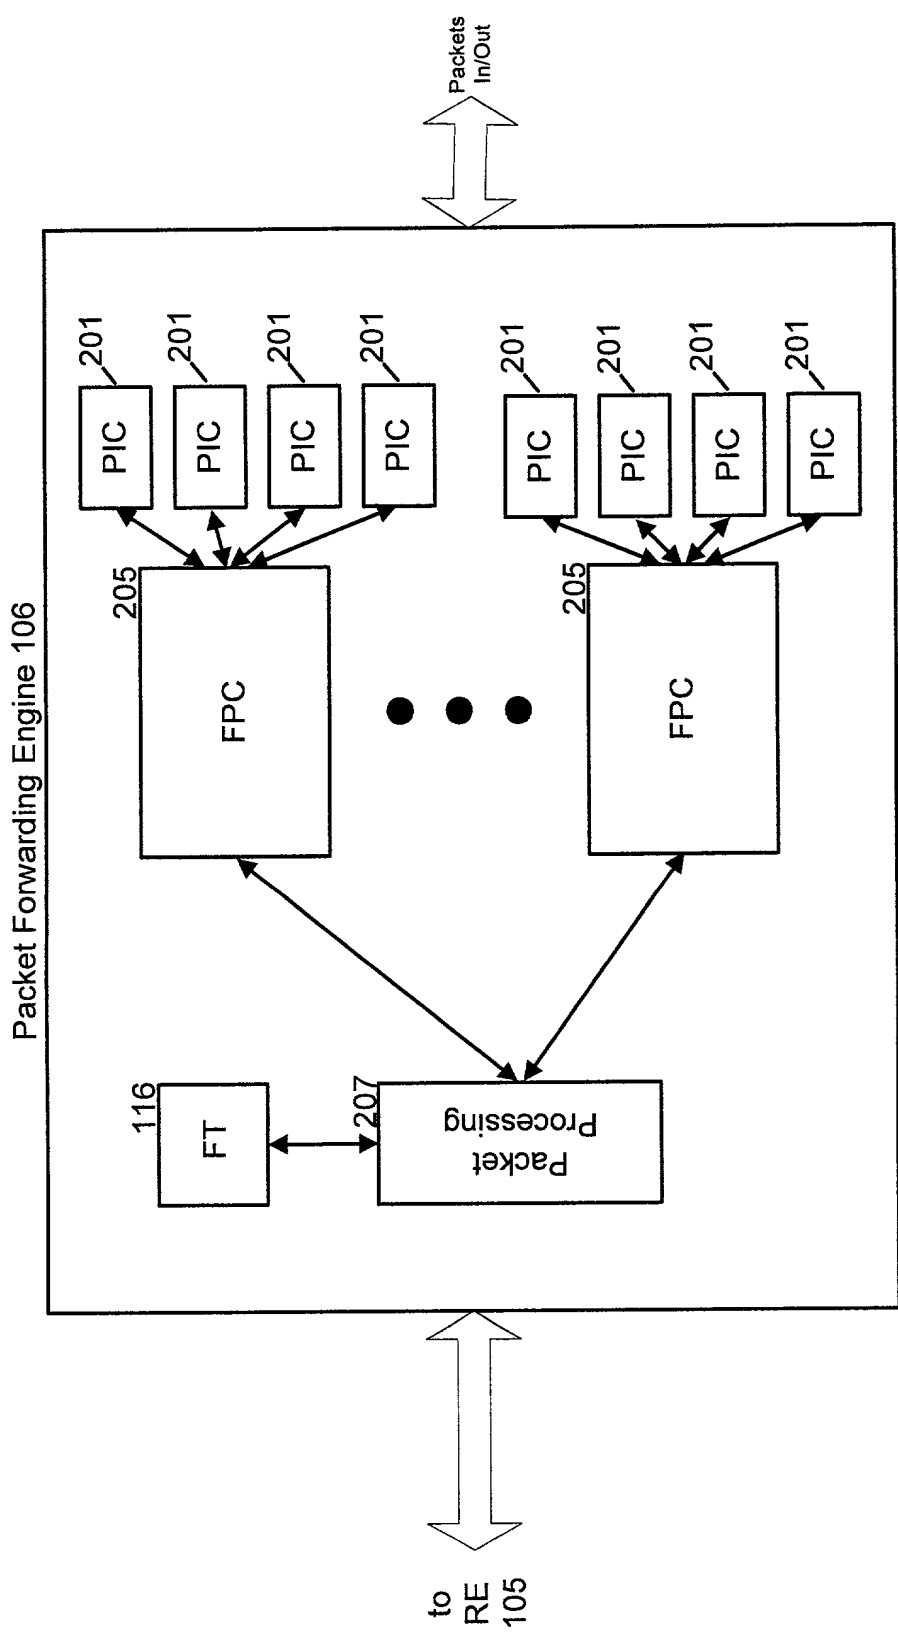 Packet Forwarding Engine 106
to
RE
105
116
FT
207
Packet
Processing
205
FPC
205
FPC
201
PIC
201
PIC
201
PIC
201
PIC
201
PIC
201
PIC
201
PIC
201
PIC
Packets
In/Out